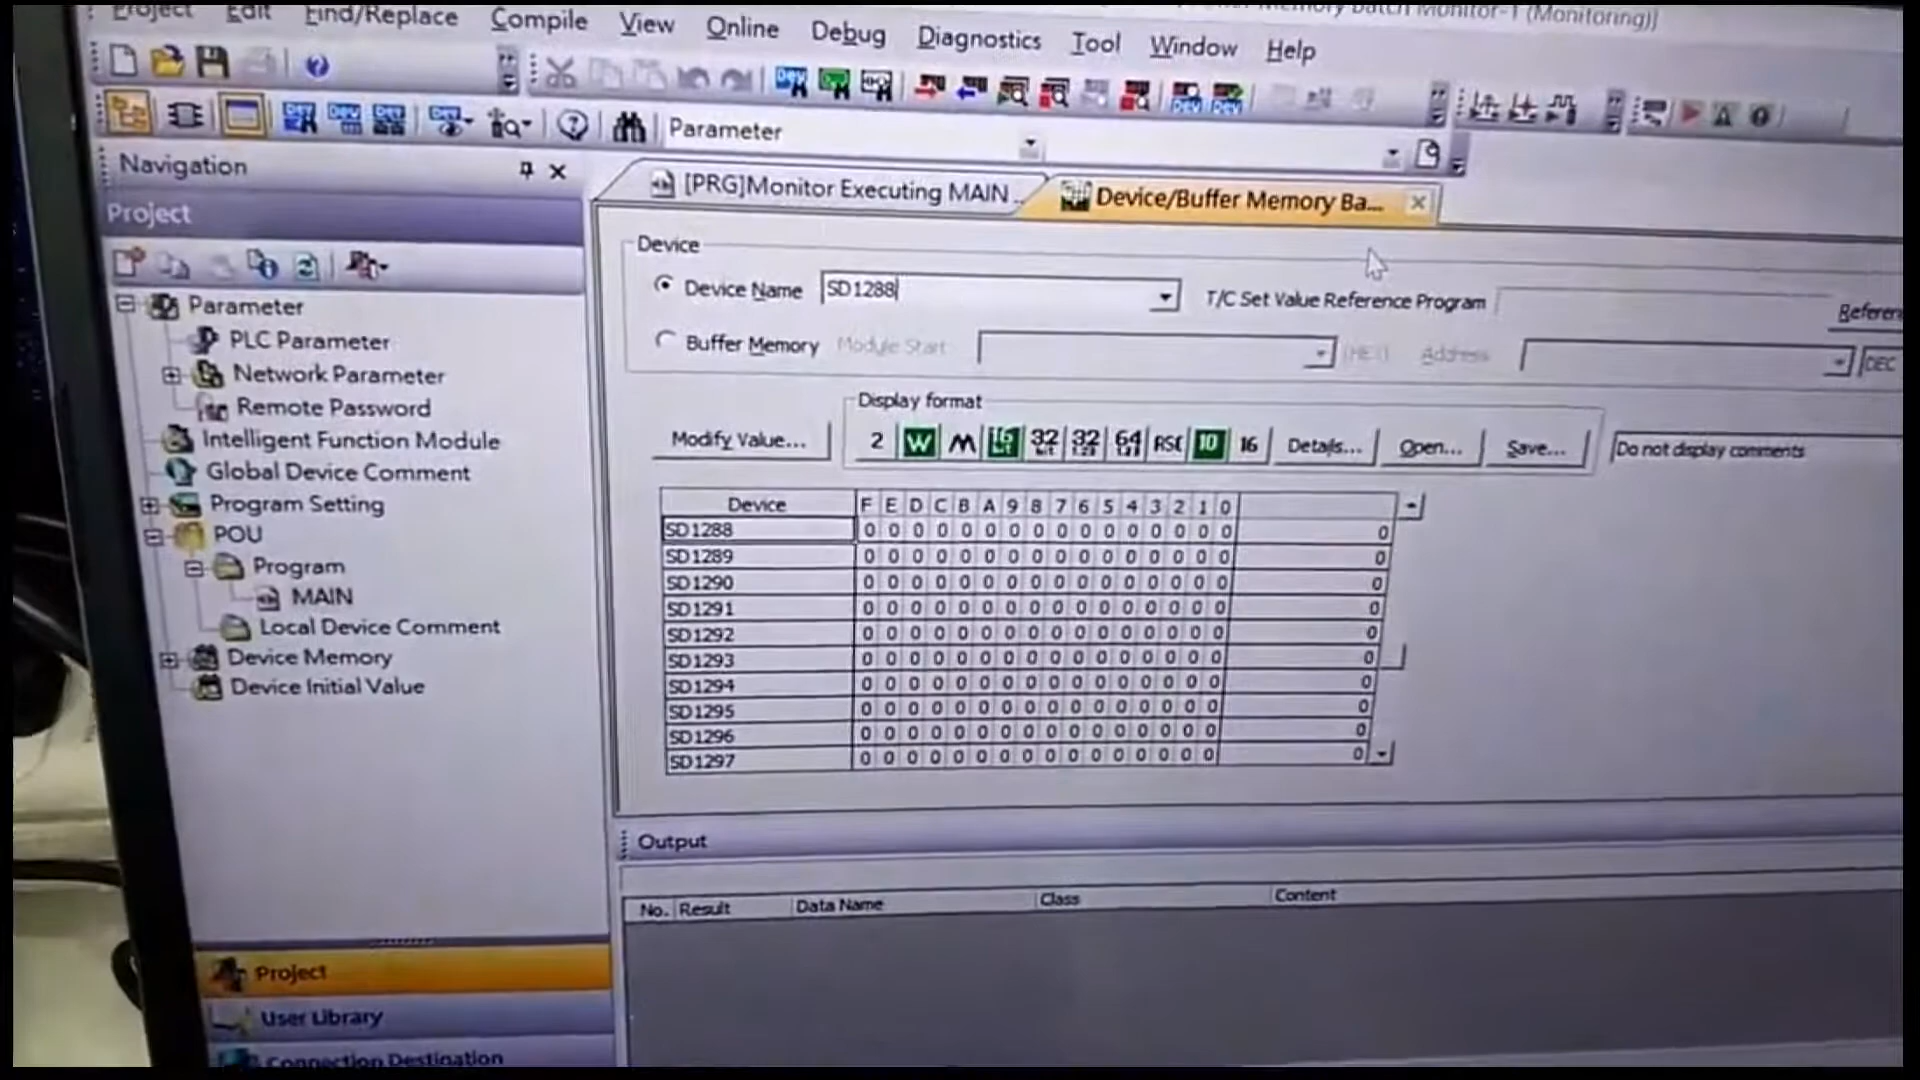 Project Edit Find/Replace Compile View Online Debug Diagnostics Tool Window Help
Memory Batch Monitor-1 (Monitoring)]
Parameter
Navigation
Project
[PRG]Monitor Executing MAIN ...
Device/Buffer Memory Ba...
Device
Device Name SD1288
T/C Set Value Reference Program
Buffer Memory Module Start (HEX) Address DEC
Display format
Modify Value...
2 W M 16 32 32 64 10 16 Details... Open... Save...
Do not display comments
Device F E D C B A 9 8 7 6 5 4 3 2 1 0
SD1288 0 0 0 0 0 0 0 0 0 0 0 0 0 0 0 0 0
SD1289 0 0 0 0 0 0 0 0 0 0 0 0 0 0 0 0 0
SD1290 0 0 0 0 0 0 0 0 0 0 0 0 0 0 0 0 0
SD1291 0 0 0 0 0 0 0 0 0 0 0 0 0 0 0 0 0
SD1292 0 0 0 0 0 0 0 0 0 0 0 0 0 0 0 0 0
SD1293 0 0 0 0 0 0 0 0 0 0 0 0 0 0 0 0 0
SD1294 0 0 0 0 0 0 0 0 0 0 0 0 0 0 0 0 0
SD1295 0 0 0 0 0 0 0 0 0 0 0 0 0 0 0 0 0
SD1296 0 0 0 0 0 0 0 0 0 0 0 0 0 0 0 0 0
SD1297 0 0 0 0 0 0 0 0 0 0 0 0 0 0 0 0 0
Parameter
PLC Parameter
Network Parameter
Remote Password
Intelligent Function Module
Global Device Comment
Program Setting
POU
Program
MAIN
Local Device Comment
Device Memory
Device Initial Value
Output
No. Result Data Name Class Content
Project
User Library
Connection Destination